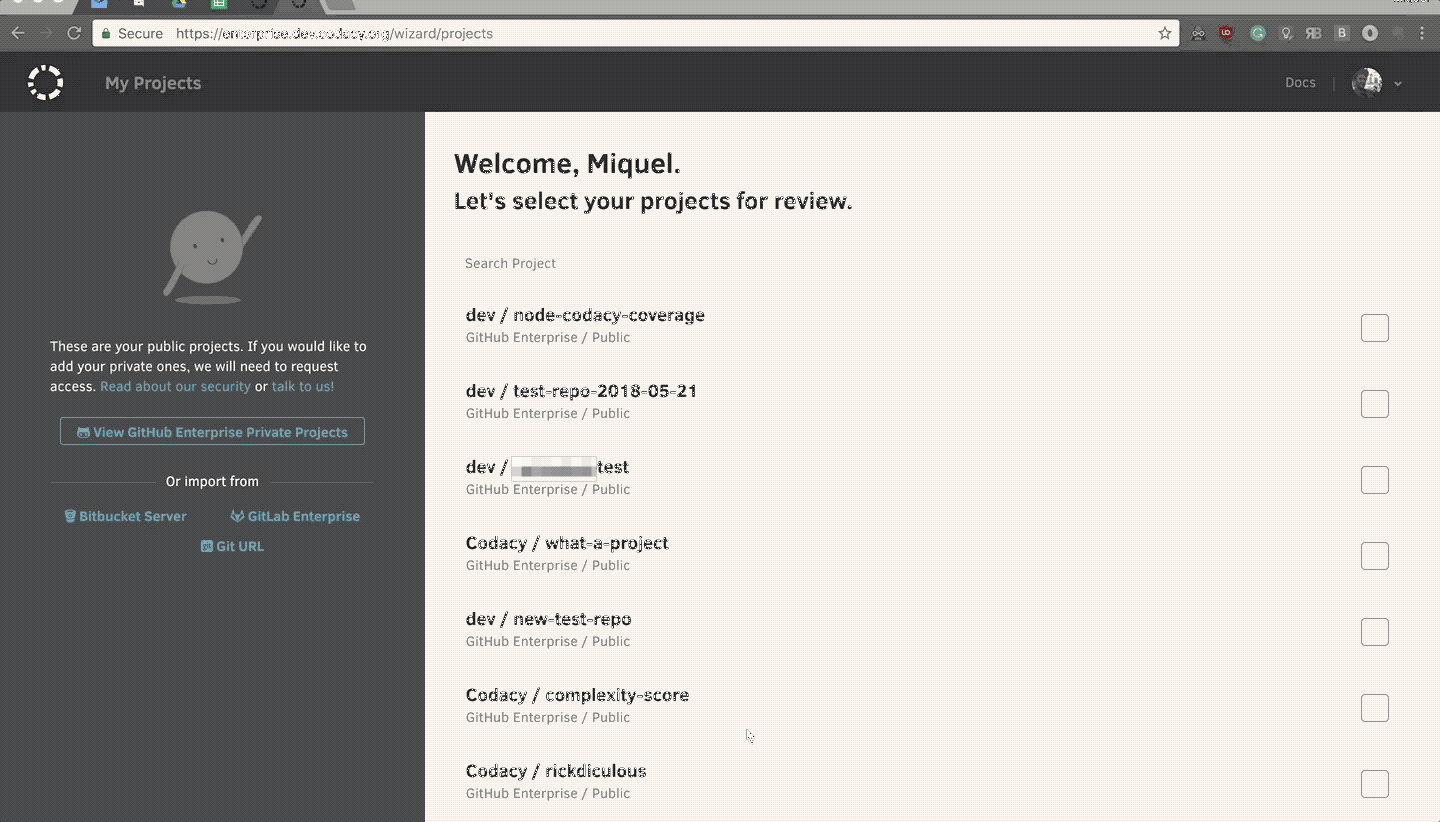 Secure https://enterprise.dev.codacy.org/wizard/projects
My Projects
Docs
Welcome, Miquel.
Let's select your projects for review.
Search Project
dev / node-codacy-coverage
GitHub Enterprise / Public
dev / test-repo-2018-05-21
GitHub Enterprise / Public
dev / test
GitHub Enterprise / Public
Codacy / what-a-project
GitHub Enterprise / Public
dev / new-test-repo
GitHub Enterprise / Public
Codacy / complexity-score
GitHub Enterprise / Public
Codacy / rickdiculous
GitHub Enterprise / Public
These are your public projects. If you would like to
add your private ones, we will need to request
access. Read about our security or talk to us!
View GitHub Enterprise Private Projects
Or import from
Bitbucket Server GitLab Enterprise
Git URL